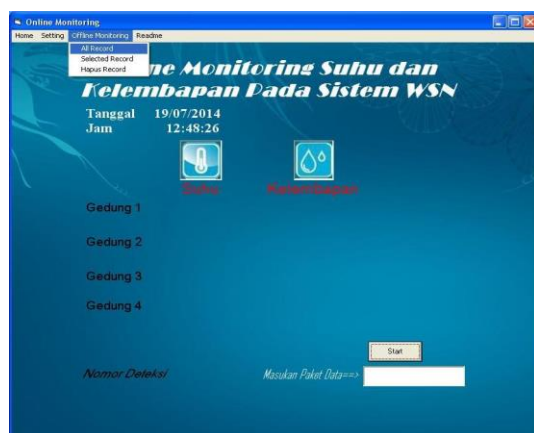 Online Monitoring
Home Setting Offline Monitoring Readme
All Record
Selected Record
Hapus Record
ne Monitoring Suhu dan
Kelembapan Pada Sistem WSN
Tanggal 19/07/2014
Jam 12:48:26
Suhu Kelembapan
Gedung 1
Gedung 2
Gedung 3
Gedung 4
Start
Nomor Deteksi Masukan Paket Data==>